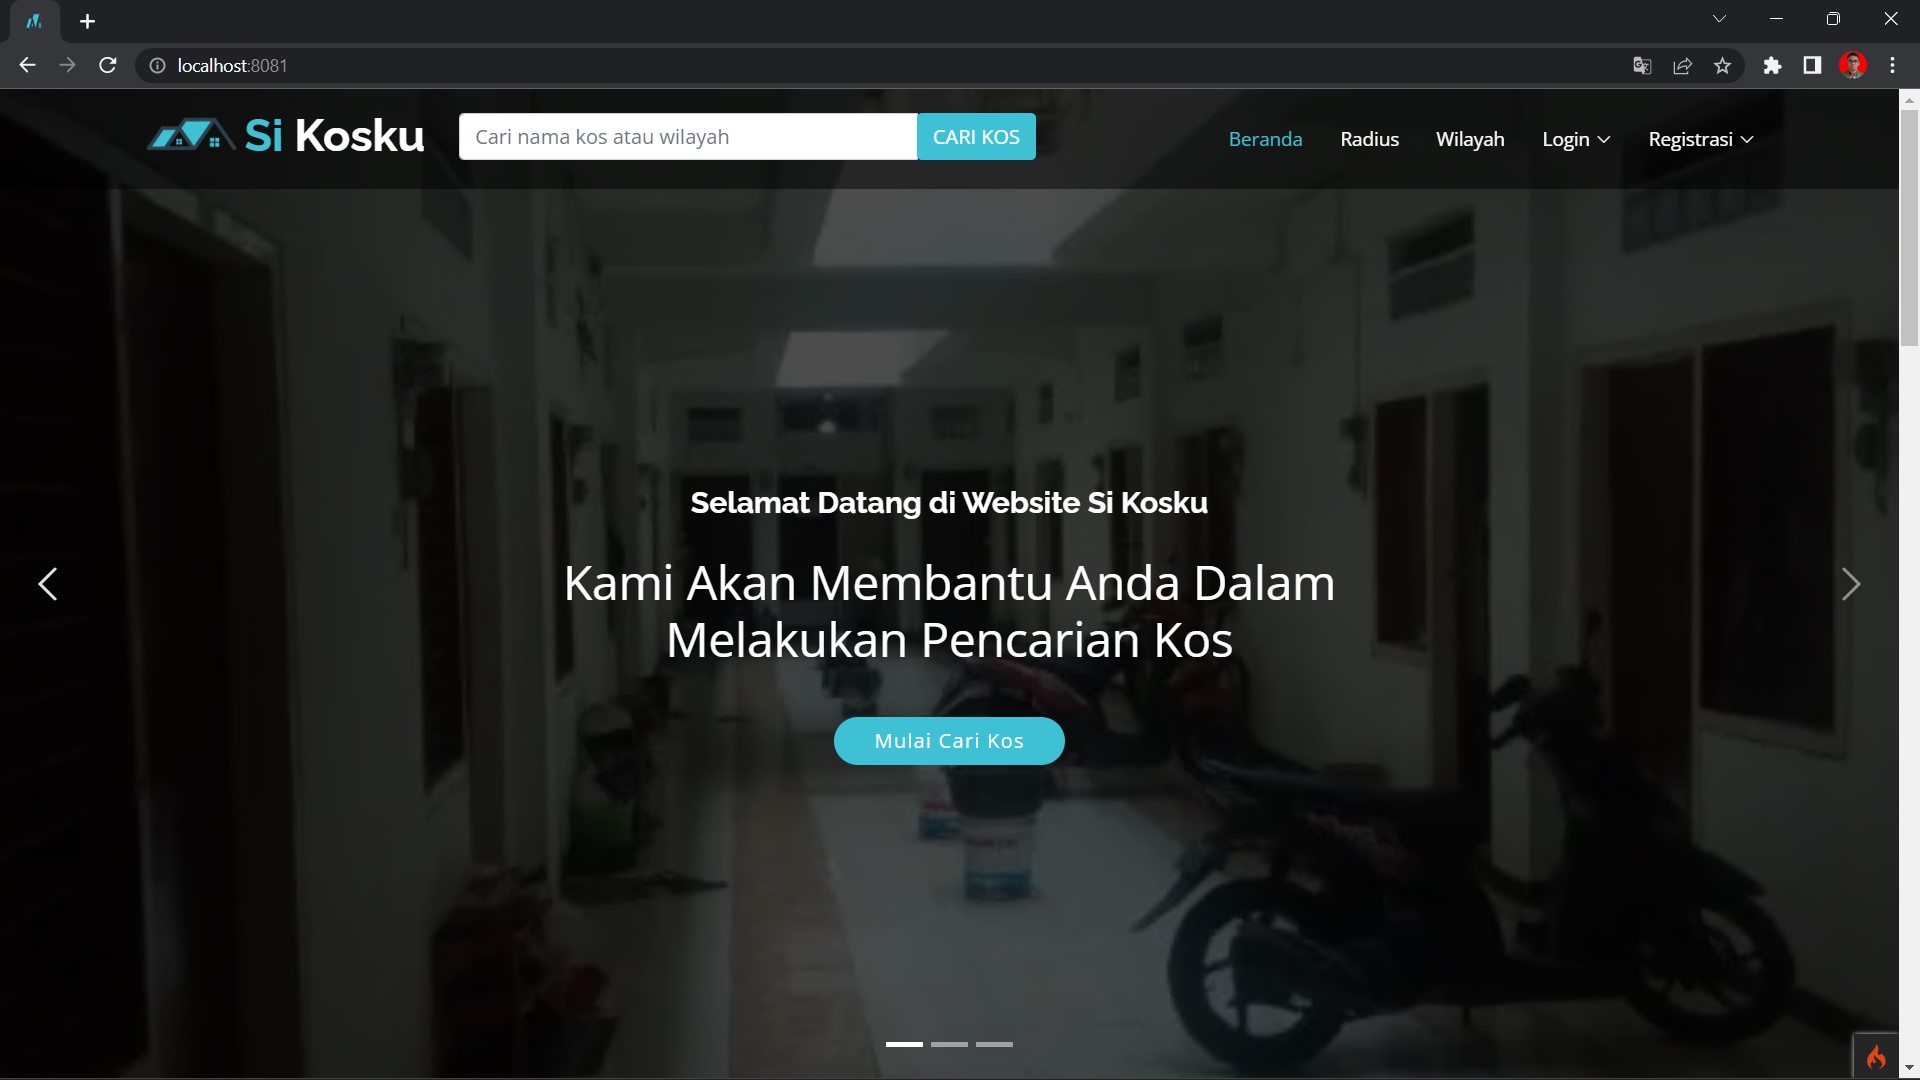 localhost:8081
Si Kosku
Cari nama kos atau wilayah
CARI KOS
Beranda
Radius
Wilayah
Login
Registrasi
Selamat Datang di Website Si Kosku
Kami Akan Membantu Anda Dalam
Melakukan Pencarian Kos
Mulai Cari Kos